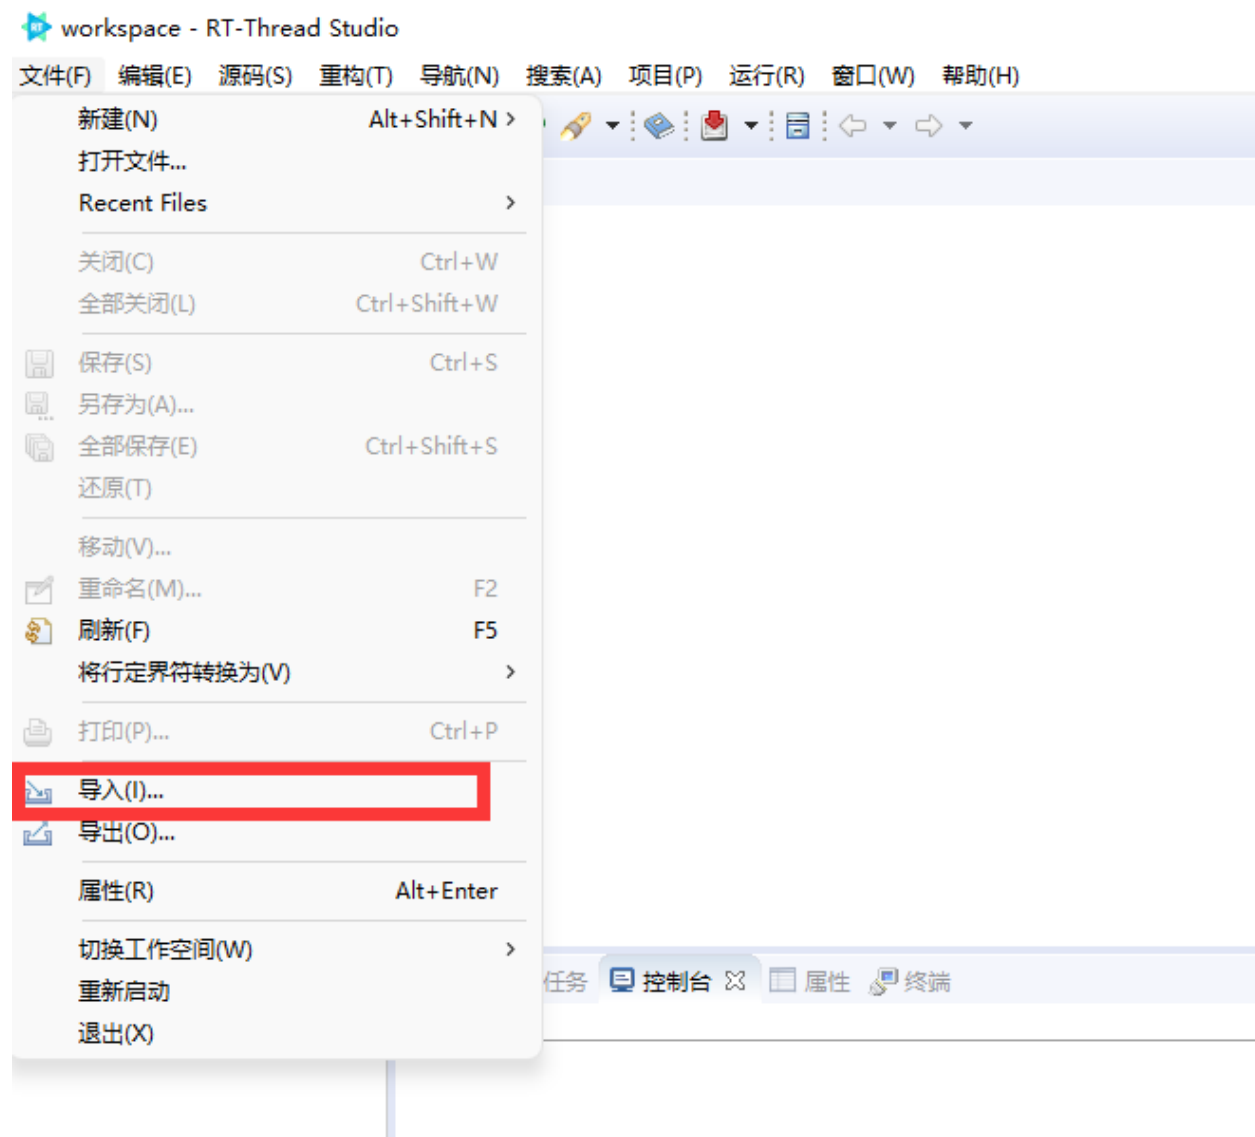 workspace - RT-Thread Studio
文件(F) 编辑(E) 源码(S) 重构(T) 导航(N) 搜索(A) 项目(P) 运行(R) 窗口(W) 帮助(H)
新建(N) Alt+Shift+N
打开文件...
Recent Files
关闭(C) Ctrl+W
全部关闭(L) Ctrl+Shift+W
保存(S) Ctrl+S
另存为(A)...
全部保存(E) Ctrl+Shift+S
还原(T)
移动(V)...
重命名(M)... F2
刷新(F) F5
将行定界符转换为(V)
打印(P)... Ctrl+P
导入(I)...
导出(O)...
属性(R) Alt+Enter
切换工作空间(W)
任务 控制台 属性 终端
重新启动
退出(X)